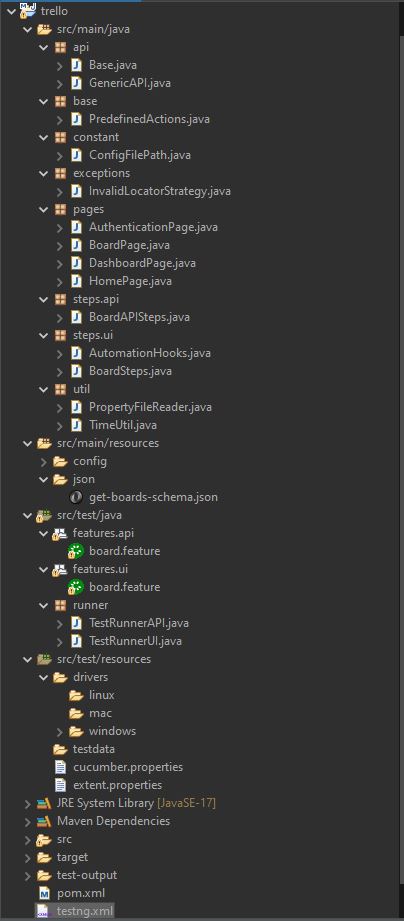 trello
src/main/java
api
Base.java
GenericAPI.java
base
PredefinedActions.java
constant
ConfigFilePath.java
exceptions
InvalidLocatorStrategy.java
pages
AuthenticationPage.java
BoardPage.java
DashboardPage.java
HomePage.java
steps.api
BoardAPISteps.java
steps.ui
AutomationHooks.java
BoardSteps.java
util
PropertyFileReader.java
TimeUtil.java
src/main/resources
config
json
get-boards-schema.json
src/test/java
features.api
board.feature
features.ui
board.feature
runner
TestRunnerAPI.java
TestRunnerUI.java
src/test/resources
drivers
linux
mac
windows
testdata
cucumber.properties
extent.properties
JRE System Library [JavaSE-17]
Maven Dependencies
src
target
test-output
pom.xml
testng.xml